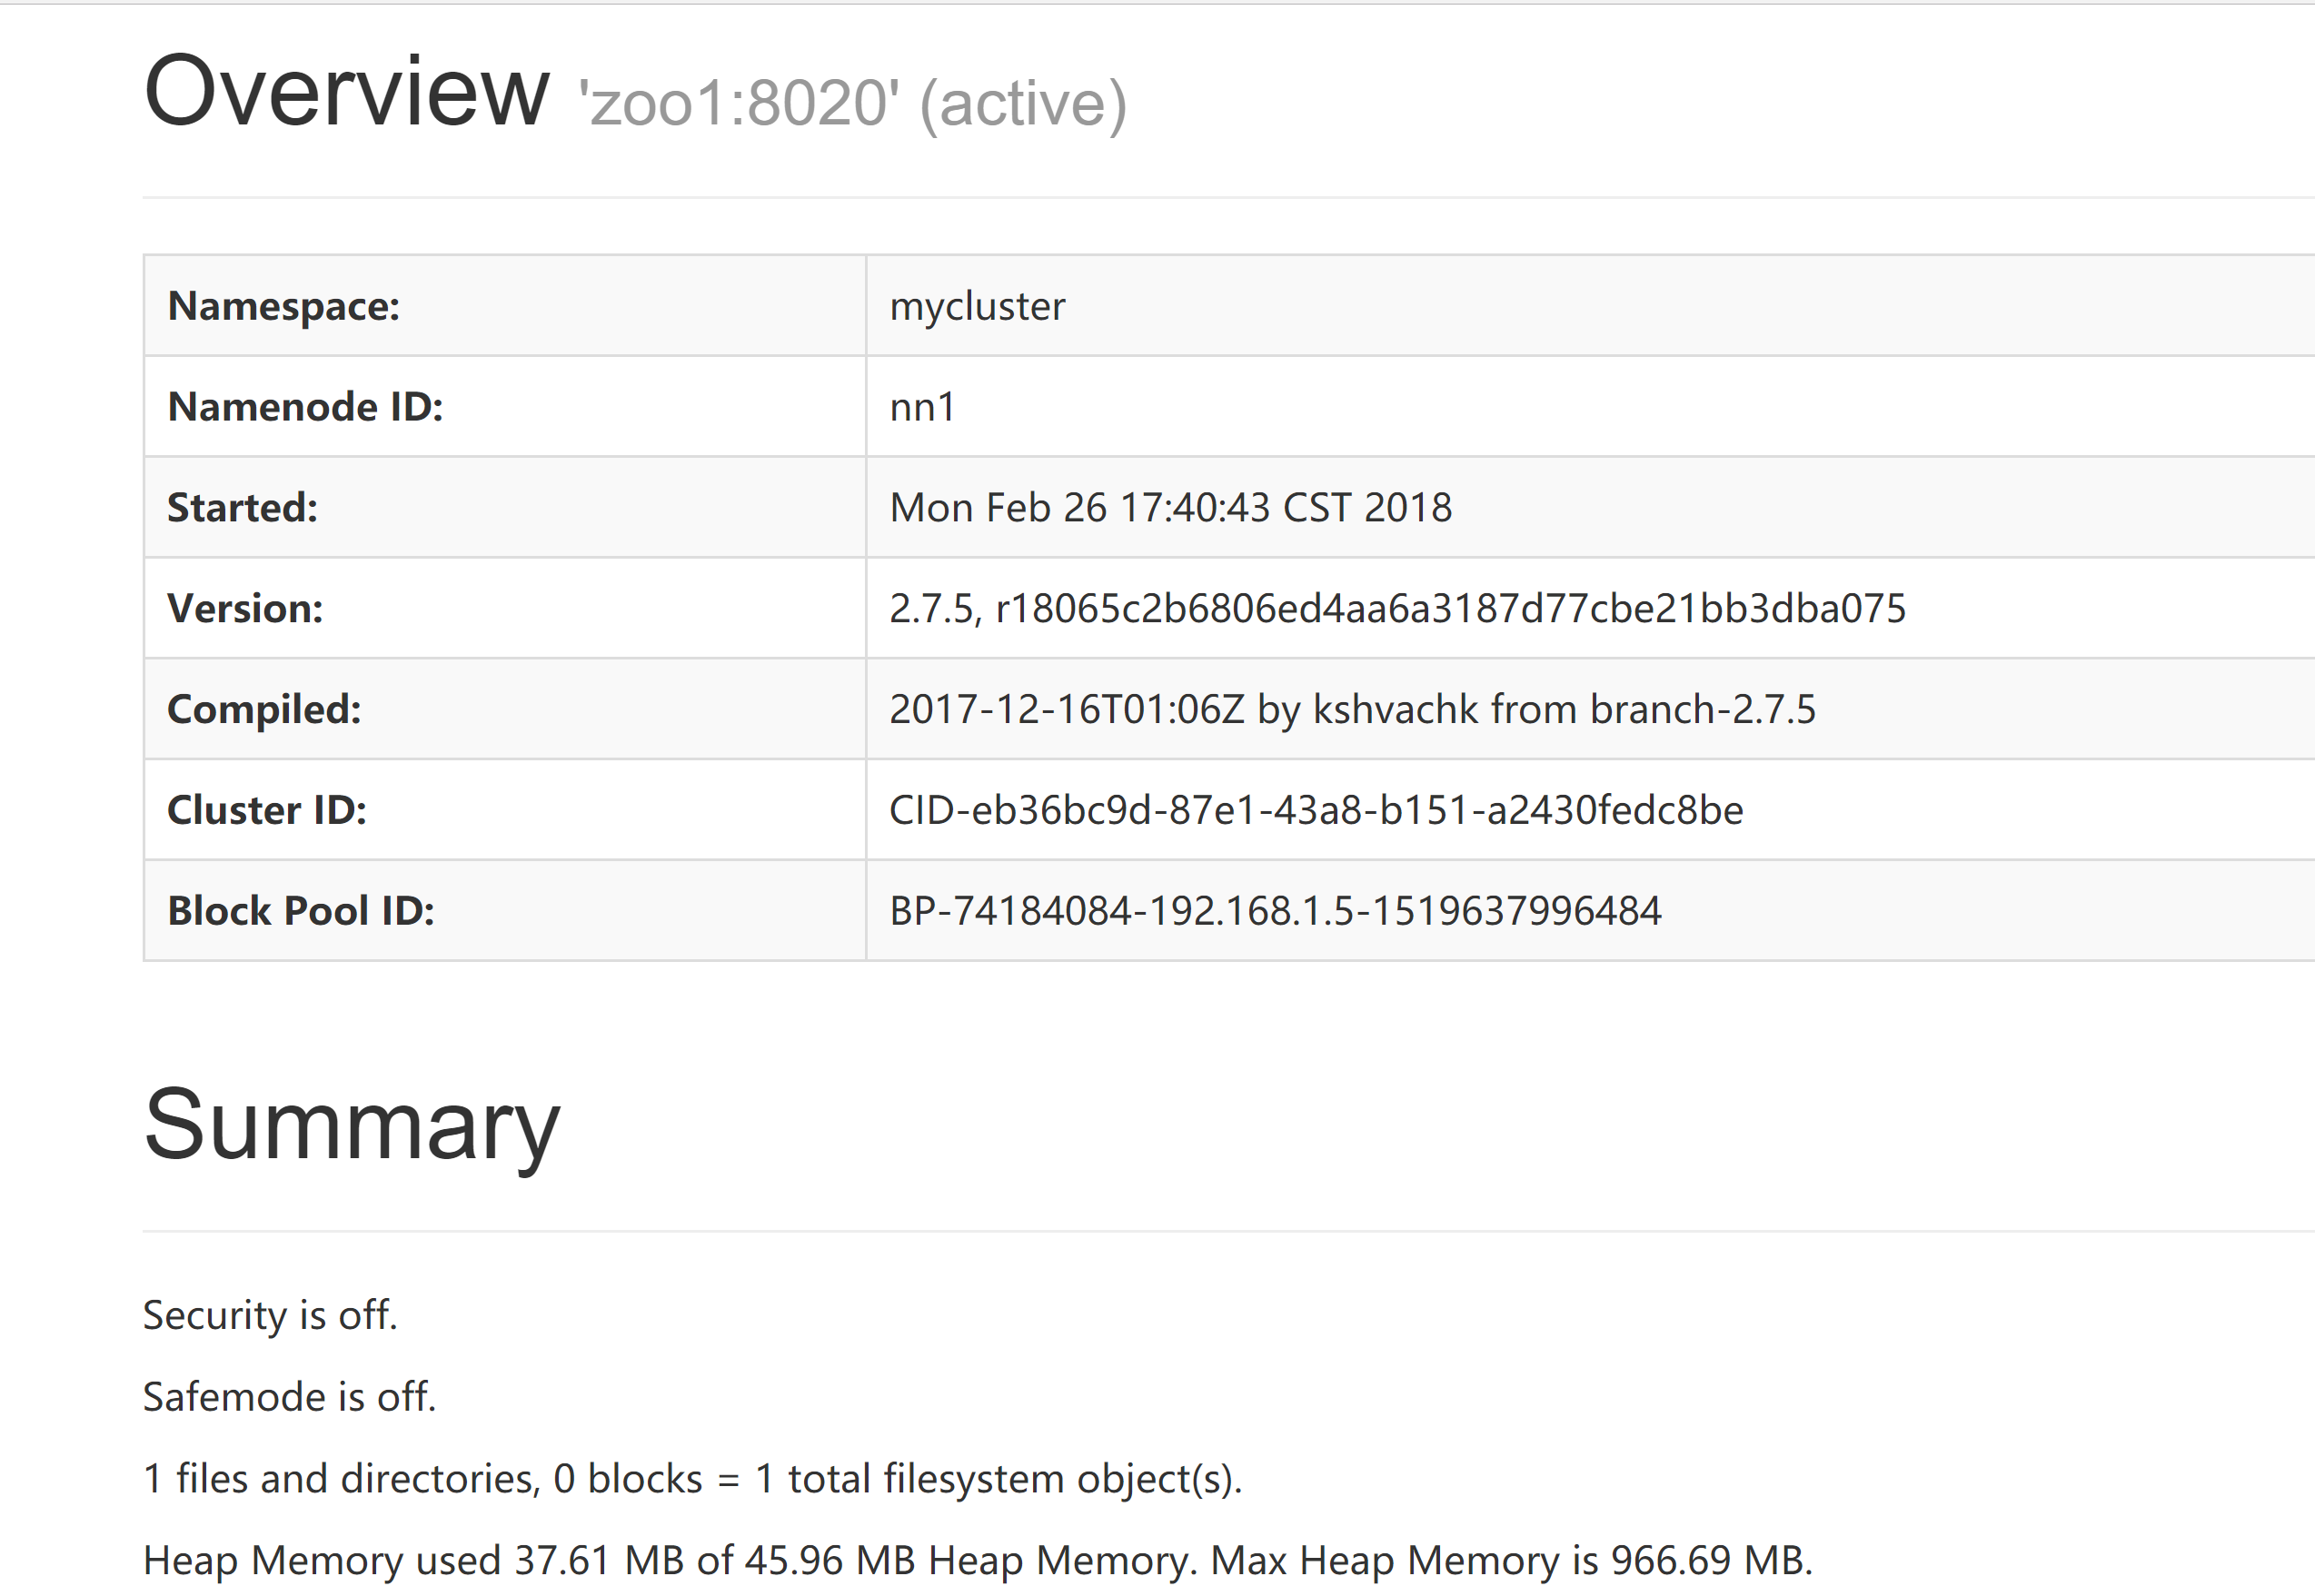 Overview 'zoo1:8020' (active)
Namespace: mycluster
Namenode ID: nn1
Started: Mon Feb 26 17:40:43 CST 2018
Version: 2.7.5, r18065c2b6806ed4aa6a3187d77cbe21bb3dba075
Compiled: 2017-12-16T01:06Z by kshvachk from branch-2.7.5
Cluster ID: CID-eb36bc9d-87e1-43a8-b151-a2430fedc8be
Block Pool ID: BP-74184084-192.168.1.5-1519637996484
Summary
Security is off.
Safemode is off.
1 files and directories, 0 blocks = 1 total filesystem object(s).
Heap Memory used 37.61 MB of 45.96 MB Heap Memory. Max Heap Memory is 966.69 MB.